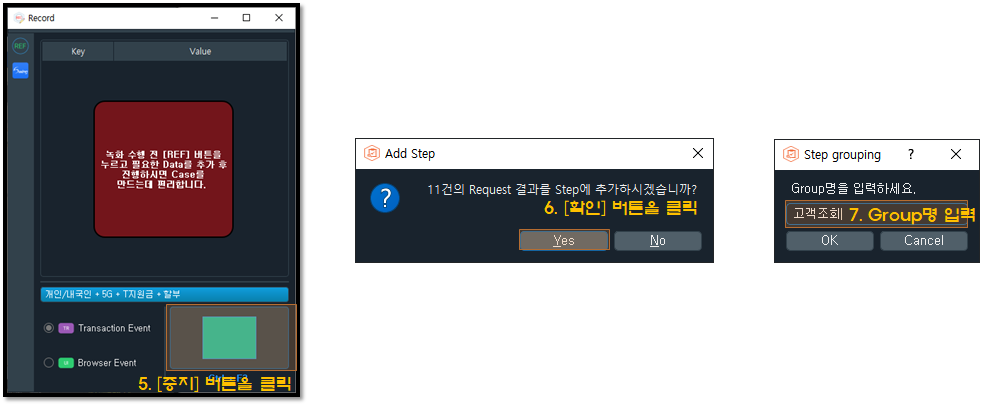 Record
REF
Key
Value
녹화 수행 전 [REF] 버튼을
누르고 필요한 Data를 추가 후
진행하시면 Case를
만드는데 편리합니다.
개인/내국인 + 5G + T지원금 + 할부
TR
Transaction Event
Browser Event
5. [중지] 버튼을 클릭
Add Step
11건의 Request 결과를 Step에 추가하시겠습니까?
6. [확인] 버튼을 클릭
Yes
No
Step grouping
?
Group명을 입력하세요.
고객조회
7. Group명 입력
OK
Cancel